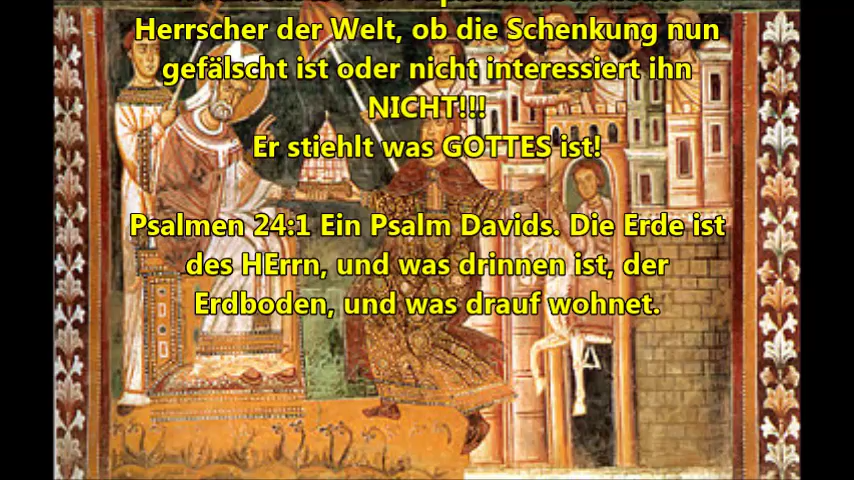 Herrscher der Welt, ob die Schenkung nun
gefälscht ist oder nicht interessiert ihn
NICHT!!!
Er stiehlt was GOTTES ist!
Psalmen 24:1 Ein Psalm Davids. Die Erde ist
des HErrn, und was drinnen ist, der
Erdboden, und was drauf wohnet.